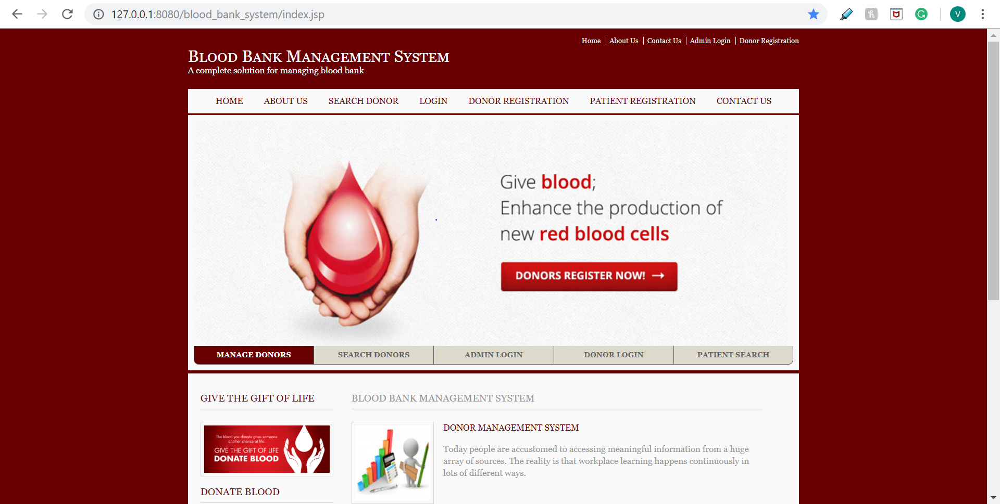 127.0.0.1:8080/blood_bank_system/index.jsp
V
Home About Us Contact Us Admin Login Donor Registration
Blood Bank Management System
A complete solution for managing blood bank
HOME ABOUT US SEARCH DONOR LOGIN DONOR REGISTRATION PATIENT REGISTRATION CONTACT US
Give blood;
Enhance the production of
new red blood cells
DONORS REGISTER NOW! →
MANAGE DONORS SEARCH DONORS ADMIN LOGIN DONOR LOGIN PATIENT SEARCH
GIVE THE GIFT OF LIFE
The blood you donate gives someone
another chance at life.
GIVE THE GIFT OF LIFE
DONATE BLOOD
DONATE BLOOD
BLOOD BANK MANAGEMENT SYSTEM
DONOR MANAGEMENT SYSTEM
Today people are accustomed to accessing meaningful information from a huge
array of sources. The reality is that workplace learning happens continuously in
lots of different ways.